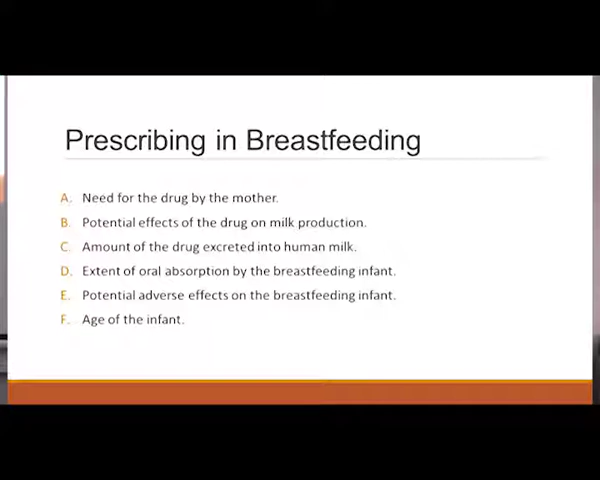 Prescribing in Breastfeeding
A. Need for the drug by the mother.
B. Potential effects of the drug on milk production.
C. Amount of the drug excreted into human milk.
D. Extent of oral absorption by the breastfeeding infant.
E. Potential adverse effects on the breastfeeding infant.
F. Age of the infant.